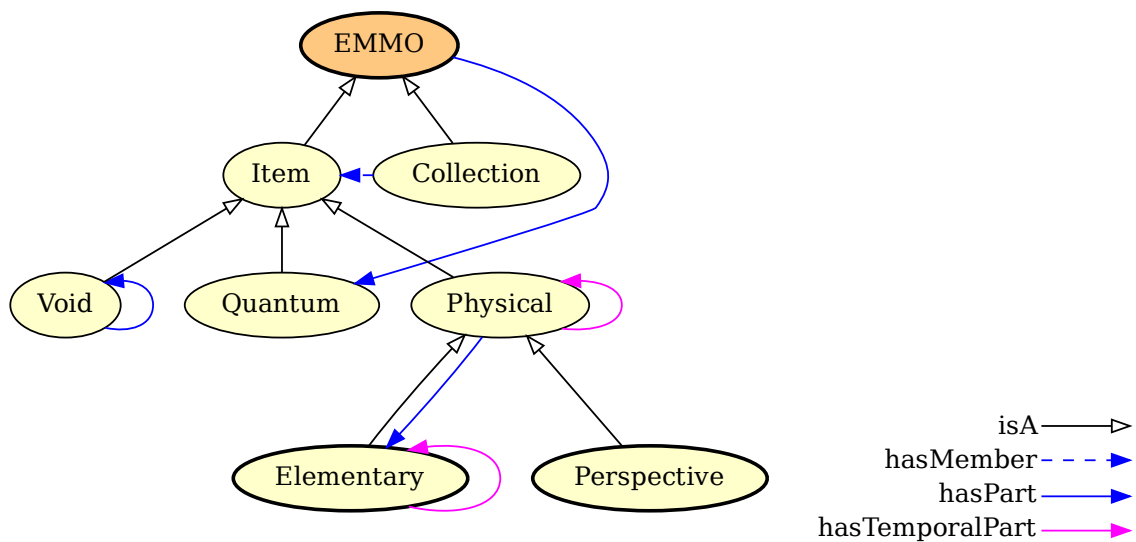 EMMO
Item
Collection
Void
Quantum
Physical
Elementary
Perspective
isA
hasMember
hasPart
hasTemporalPart